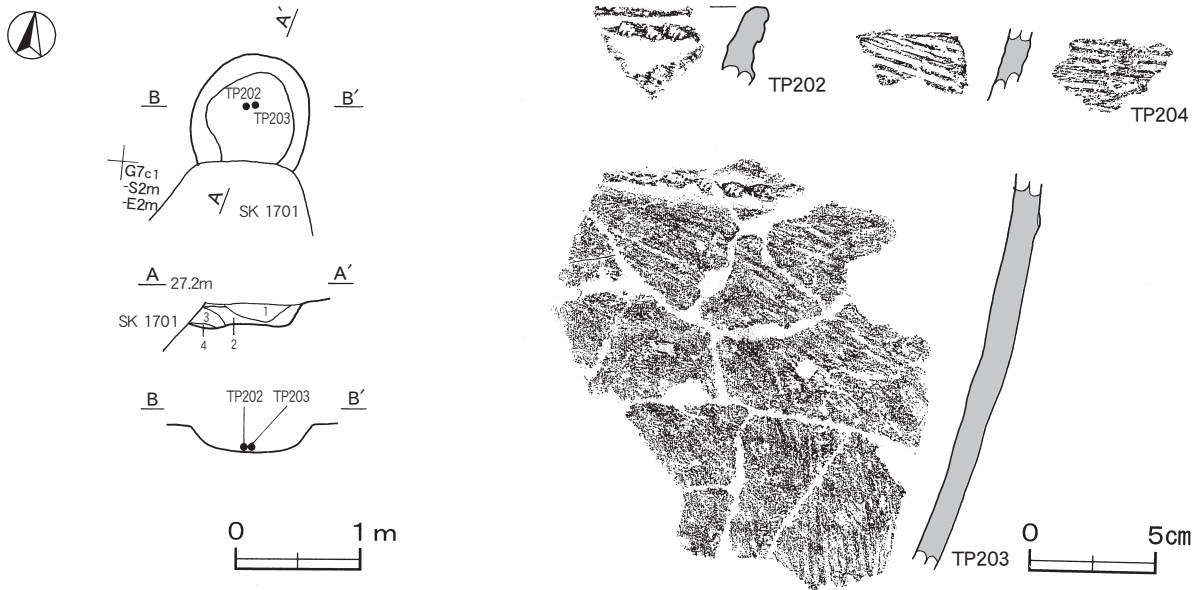 A′
TP202
B B′
TP203
G7c1
-S2m
-E2m
A
SK 1701
A 27.2m A′
SK 1701
1
3
4 2
TP202 TP203
B B′
0 1 m
TP202
TP204
TP203
0 5㎝